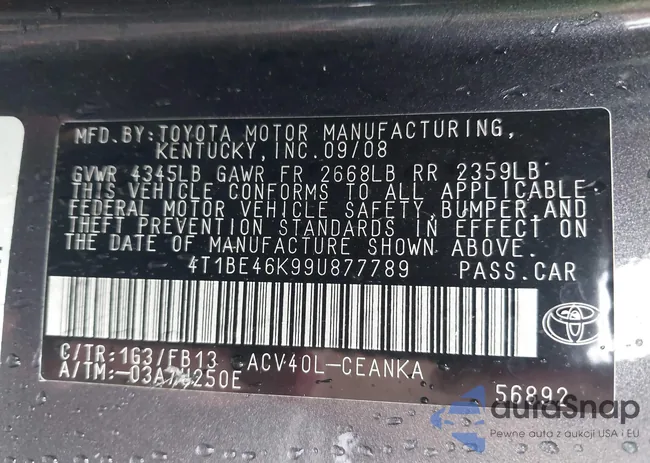 MFD.BY:TOYOTA MOTOR MANUFACTURING,
KENTUCKY,INC.09/08
GVWR 4345LB GAWR FR 2668LB RR 2359LB
THIS VEHICLE CONFORMS TO ALL APPLICABLE
FEDERAL MOTOR VEHICLE SAFETY,BUMPER,AND
THEFT PREVENTION STANDARDS IN EFFECT ON
THE DATE OF MANUFACTURE SHOWN ABOVE.
4T1BE46K99U877789 PASS.CAR
C/TR:1G3/FB13 ACV40L-CEANKA
A/TM:-03A/ 250E
56892
autoSnap
Pewne auta z aukcji USA i EU